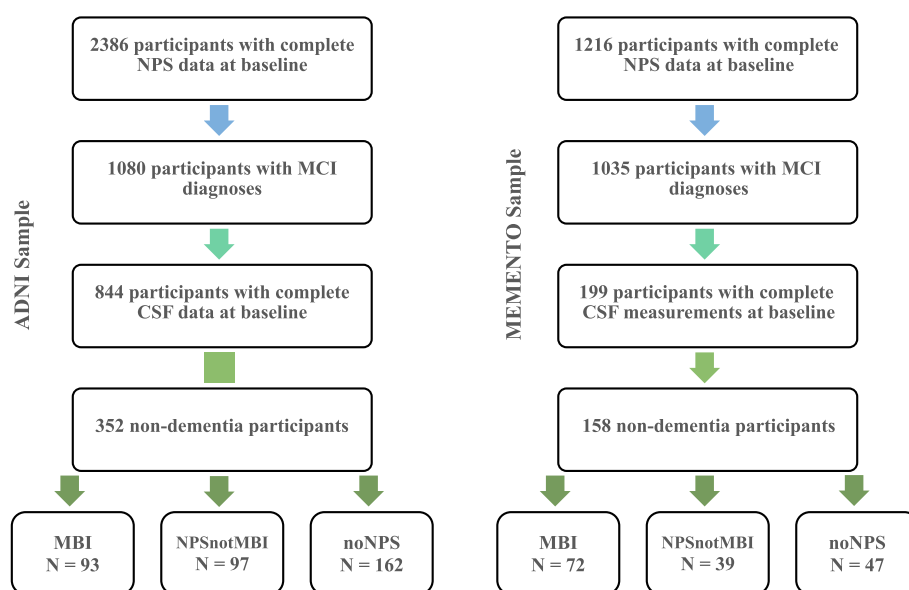 ADNI Sample
2386 participants with complete
NPS data at baseline
1080 participants with MCI
diagnoses
844 participants with complete
CSF data at baseline
352 non-dementia participants
MBI
N = 93
NPSnotMBI
N = 97
noNPS
N = 162
MEMENTO Sample
1216 participants with complete
NPS data at baseline
1035 participants with MCI
diagnoses
199 participants with complete
CSF measurements at baseline
158 non-dementia participants
MBI
N = 72
NPSnotMBI
N = 39
noNPS
N = 47